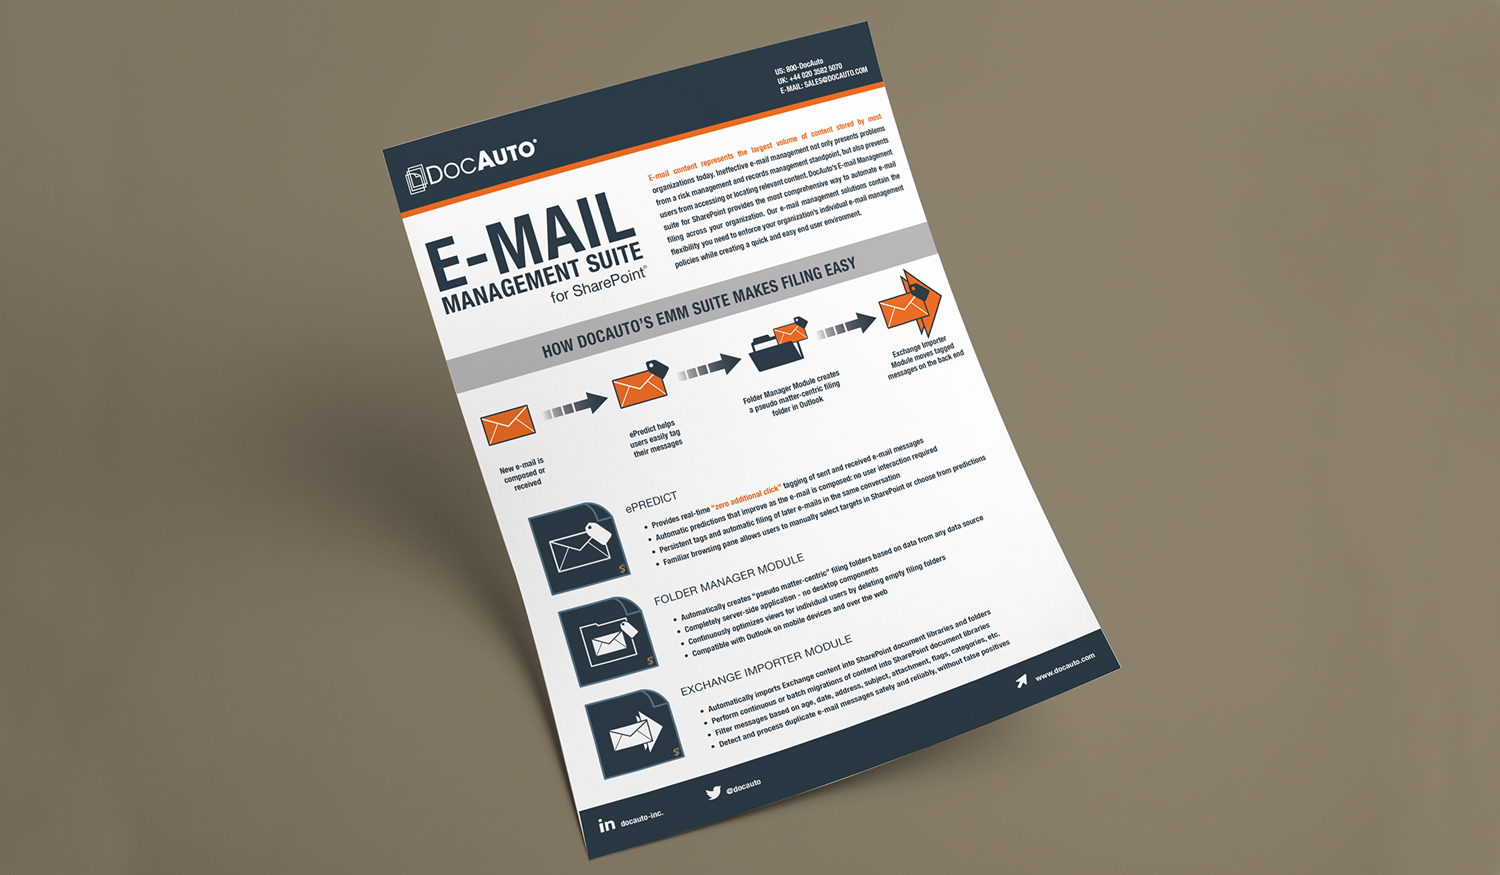 US: 800-DocAuto
UK: +44 020 3582 5070
E-MAIL: SALES@DOCAUTO.COM
DOCAUTO®
E-MAIL
MANAGEMENT SUITE
for SharePoint®
E-mail content represents the largest volume of content stored by most
organizations today. Ineffective e-mail management not only presents problems
from a risk management and records management standpoint, but also prevents
users from accessing or locating relevant content. DocAuto's E-mail Management
suite for SharePoint provides the most comprehensive way to automate e-mail
filing across your organization. Our e-mail management solutions contain the
flexibility you need to enforce your organization's individual e-mail management
policies while creating a quick and easy end user environment.
HOW DOCAUTO'S EMM SUITE MAKES FILING EASY
New e-mail is
composed or
received
ePredict helps
users easily tag
their messages
Folder Manager Module creates
a pseudo matter-centric filing
folder in Outlook
Exchange Importer
Module moves tagged
messages on the back end
ePREDICT
• Provides real-time "zero additional click" tagging of sent and received e-mail messages
• Automatic predictions that improve as the e-mail is composed: no user interaction required
• Persistent tags and automatic filing of later e-mails in the same conversation
• Familiar browsing pane allows users to manually select targets in SharePoint or choose from predictions
S
FOLDER MANAGER MODULE
• Automatically creates "pseudo matter-centric" filing folders based on data from any data source
• Completely server-side application - no desktop components
• Continuously optimizes views for individual users by deleting empty filing folders
• Compatible with Outlook on mobile devices and over the web
S
EXCHANGE IMPORTER MODULE
• Automatically imports Exchange content into SharePoint document libraries and folders
• Perform continuous or batch migrations of content into SharePoint document libraries
• Filter messages based on age, date, address, subject, attachment, flags, categories, etc.
• Detect and process duplicate e-mail messages safely and reliably, without false positives
S
in docauto-inc.
@docauto
www.docauto.com